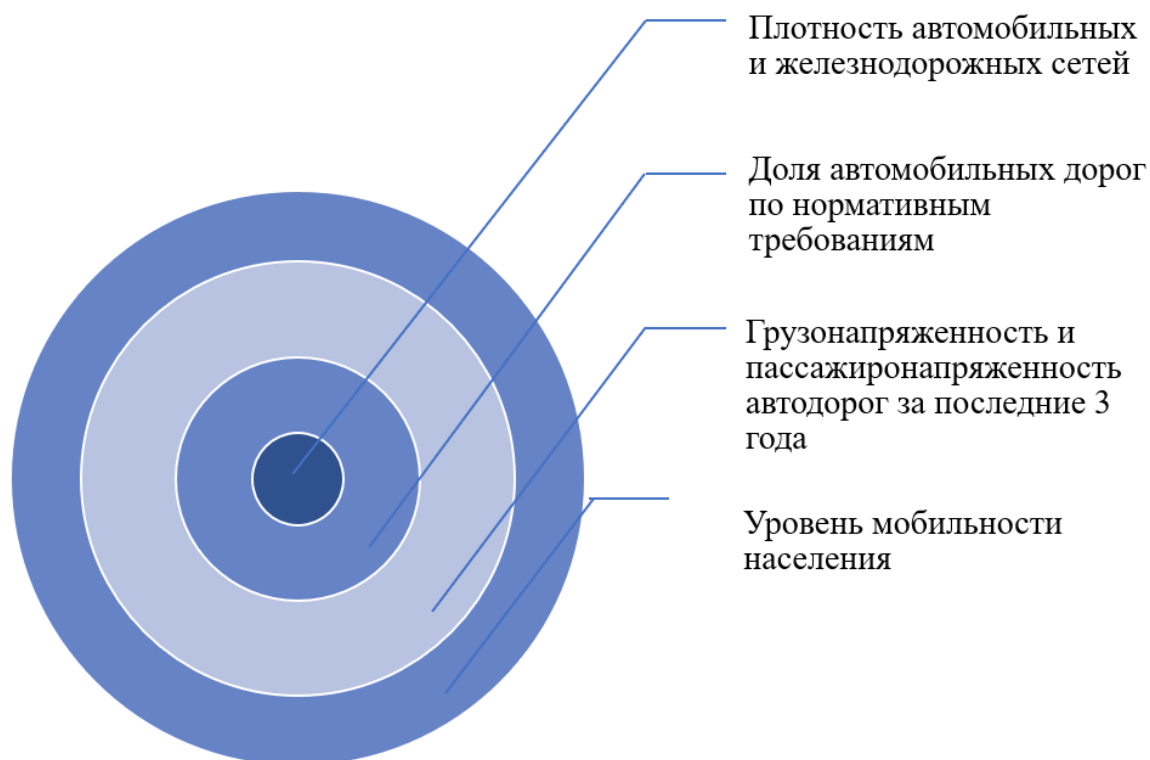 Плотность автомобильных
и железнодорожных сетей
Доля автомобильных дорог
по нормативным
требованиям
Грузонапряженность и
пассажиронапряженность
автодорог за последние 3
года
Уровень мобильности
населения